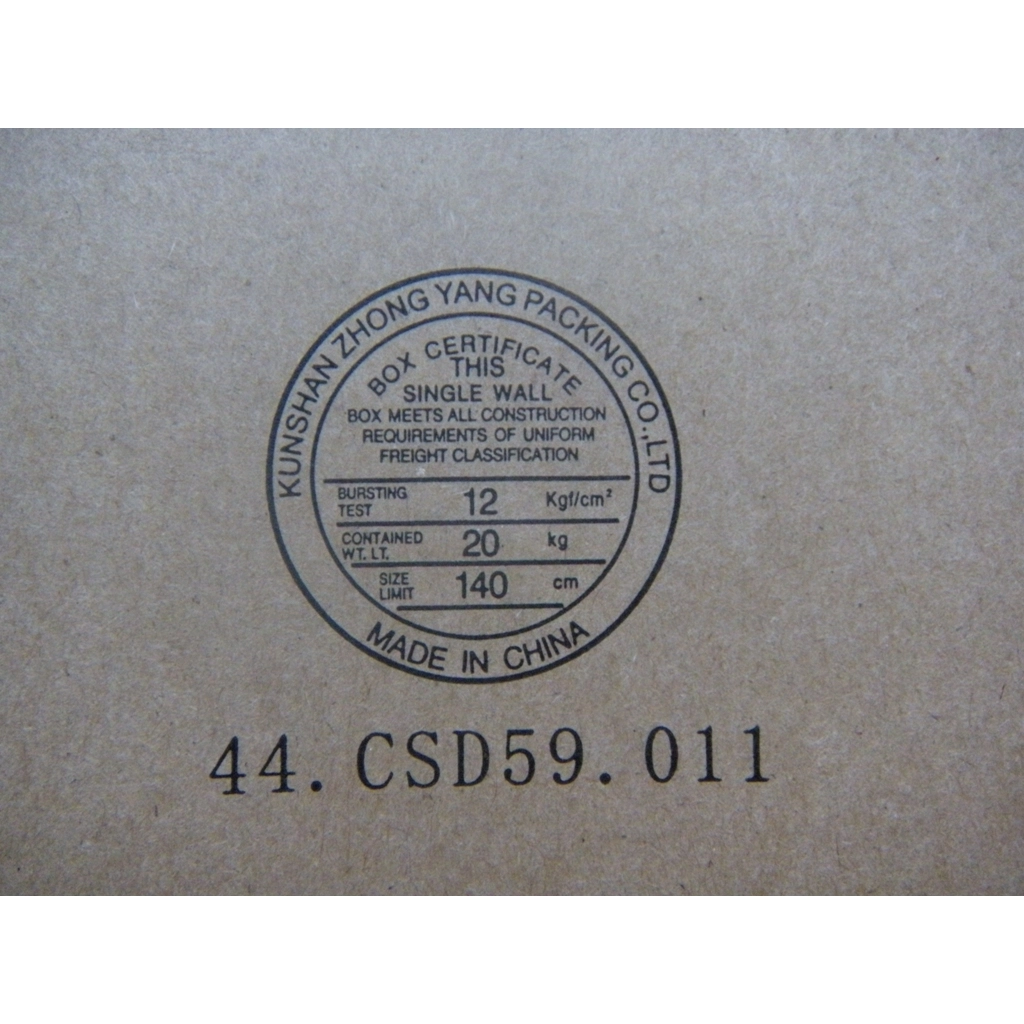 KUNSHAN ZHONG YANG PACKING CO.,LTD
BOX CERTIFICATE
THIS
SINGLE WALL
BOX MEETS ALL CONSTRUCTION
REQUIREMENTS OF UNIFORM
FREIGHT CLASSIFICATION
BURSTING TEST 12 Kgf/cm²
CONTAINED WT. LT. 20 kg
SIZE LIMIT 140 cm
MADE IN CHINA
44.CSD59.011